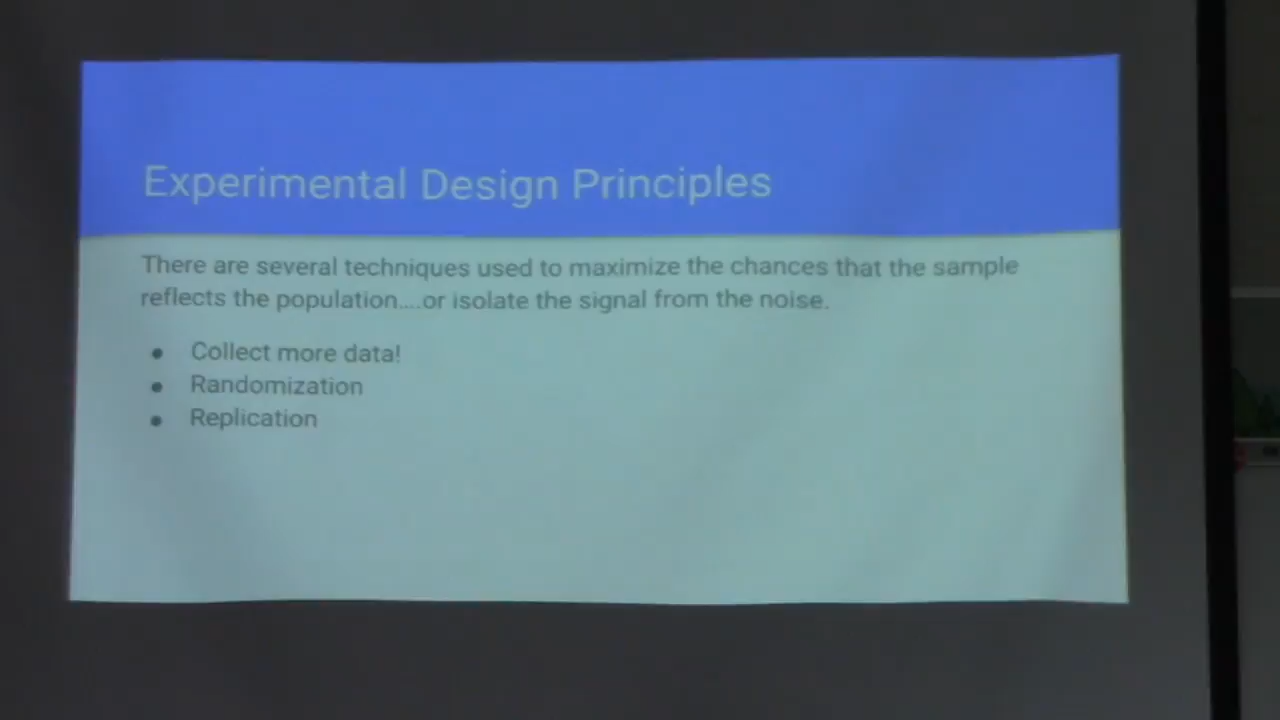 Experimental Design Principles
There are several techniques used to maximize the chances that the sample
reflects the population....or isolate the signal from the noise.
● Collect more data!
● Randomization
● Replication